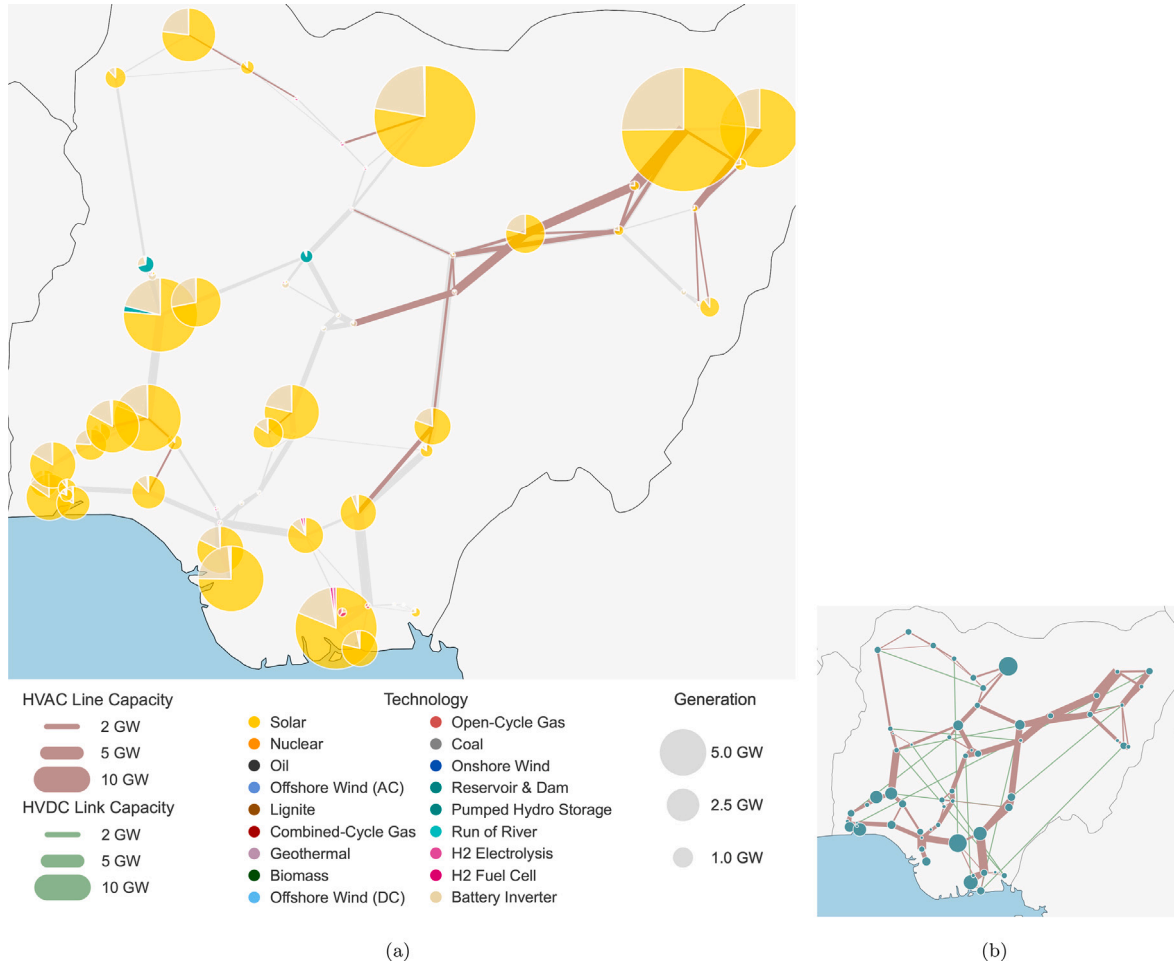 HVAC Line Capacity
2 GW
5 GW
10 GW
HVDC Link Capacity
2 GW
5 GW
10 GW
Technology
Solar
Nuclear
Oil
Offshore Wind (AC)
Lignite
Combined-Cycle Gas
Geothermal
Biomass
Offshore Wind (DC)
Open-Cycle Gas
Coal
Onshore Wind
Reservoir & Dam
Pumped Hydro Storage
Run of River
H2 Electrolysis
H2 Fuel Cell
Battery Inverter
Generation
5.0 GW
2.5 GW
1.0 GW
(a)
(b)